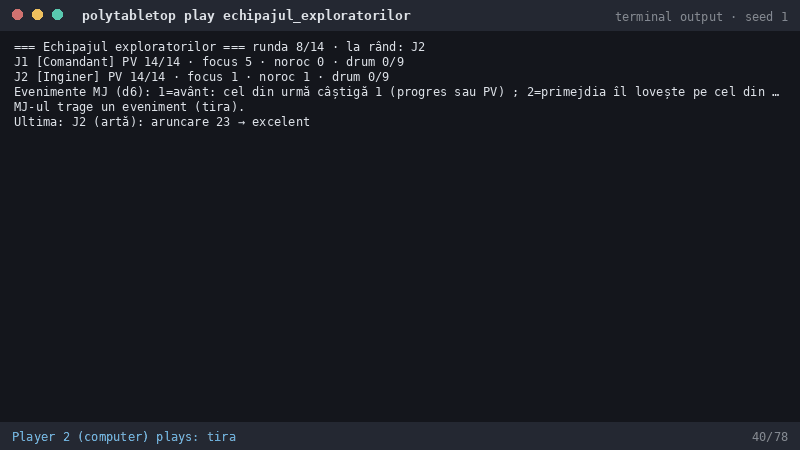 polytabletop play echipajul_exploratorilor
terminal output · seed 1
=== Echipajul exploratorilor === runda 8/14 · la rând: J2
J1 [Comandant] PV 14/14 · focus 5 · noroc 0 · drum 0/9
J2 [Inginer] PV 14/14 · focus 1 · noroc 1 · drum 0/9
Evenimente MJ (d6): 1=avânt: cel din urmă câștigă 1 (progres sau PV) ; 2=primejdia îl lovește pe cel din …
MJ-ul trage un eveniment (tira).
Ultima: J2 (artă): aruncare 23 → excelent
Player 2 (computer) plays: tira
40/78